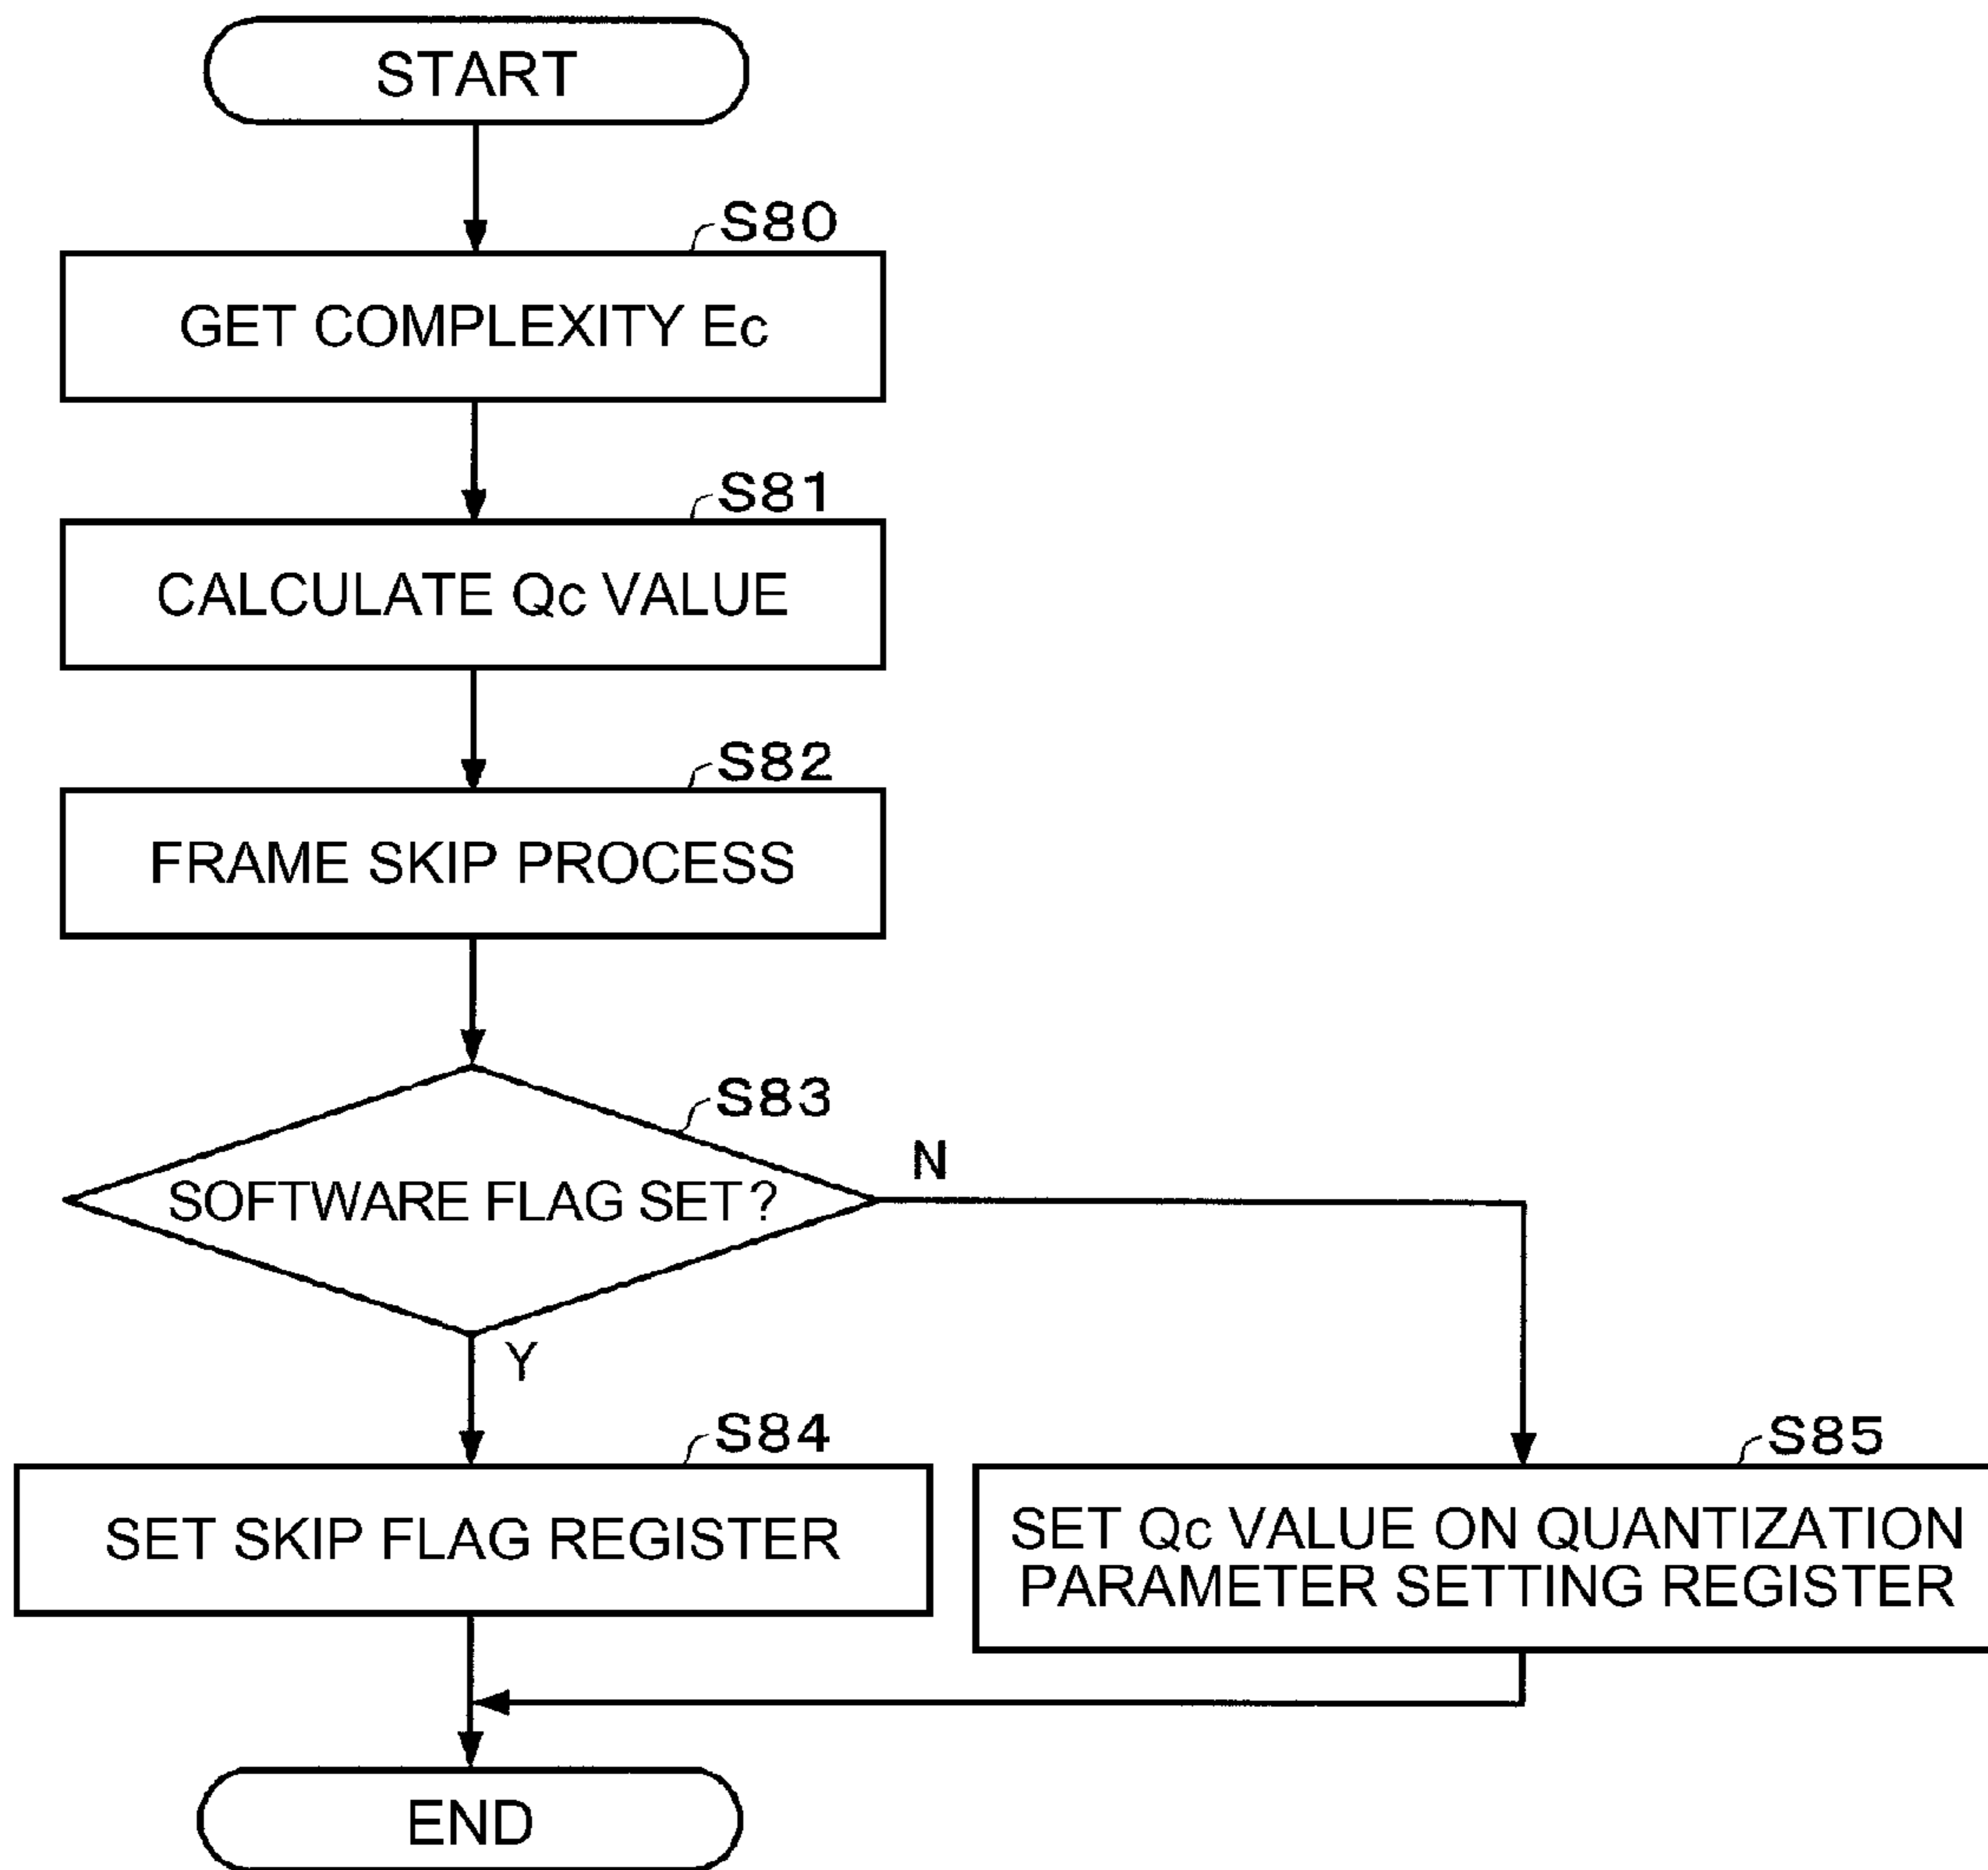 START
S80
GET COMPLEXITY Ec
S81
CALCULATE Qc VALUE
S82
FRAME SKIP PROCESS
S83
SOFTWARE FLAG SET?
N
Y
S84
SET SKIP FLAG REGISTER
S85
SET Qc VALUE ON QUANTIZATION
PARAMETER SETTING REGISTER
END